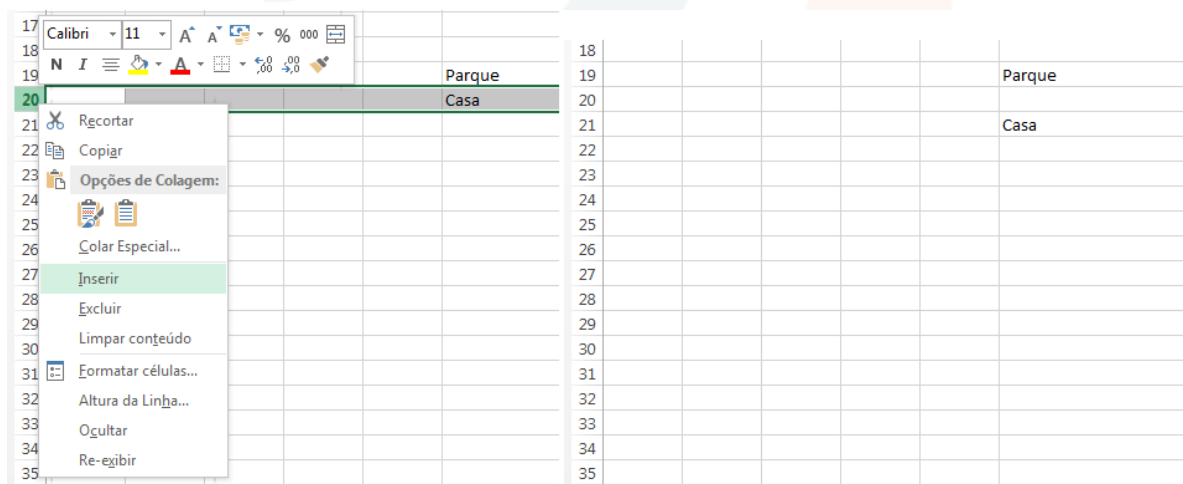 17 Calibri 11 A A % 000
18 N I A ,00 ,00 ,0
19 Parque
20 Casa
21 Recortar
22 Copiar
23 Opções de Colagem:
24
25
26 Colar Especial...
27 Inserir
28 Excluir
29 Limpar conteúdo
30
31 Formatar células...
32 Altura da Linha...
33 Ocultar
34 Re-exibir
35
18
19 Parque
20
21 Casa
22
23
24
25
26
27
28
29
30
31
32
33
34
35